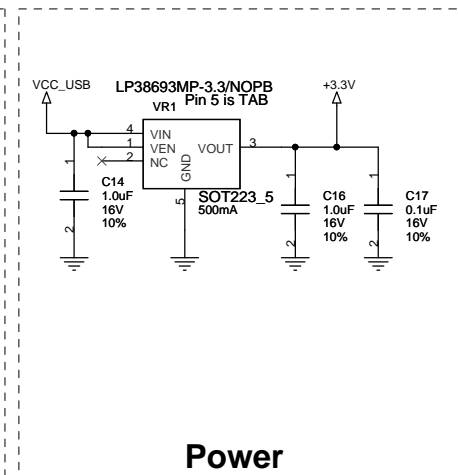 VCC_USB
LP38693MP-3.3/NOPB
Pin 5 is TAB
VR1
+3.3V
4 VIN
1 VEN
2 NC
GND
VOUT 3
5
SOT223_5
500mA
1
C14
1.0uF
16V
10%
2
1
C16
1.0uF
16V
10%
2
1
C17
0.1uF
16V
10%
2
Power